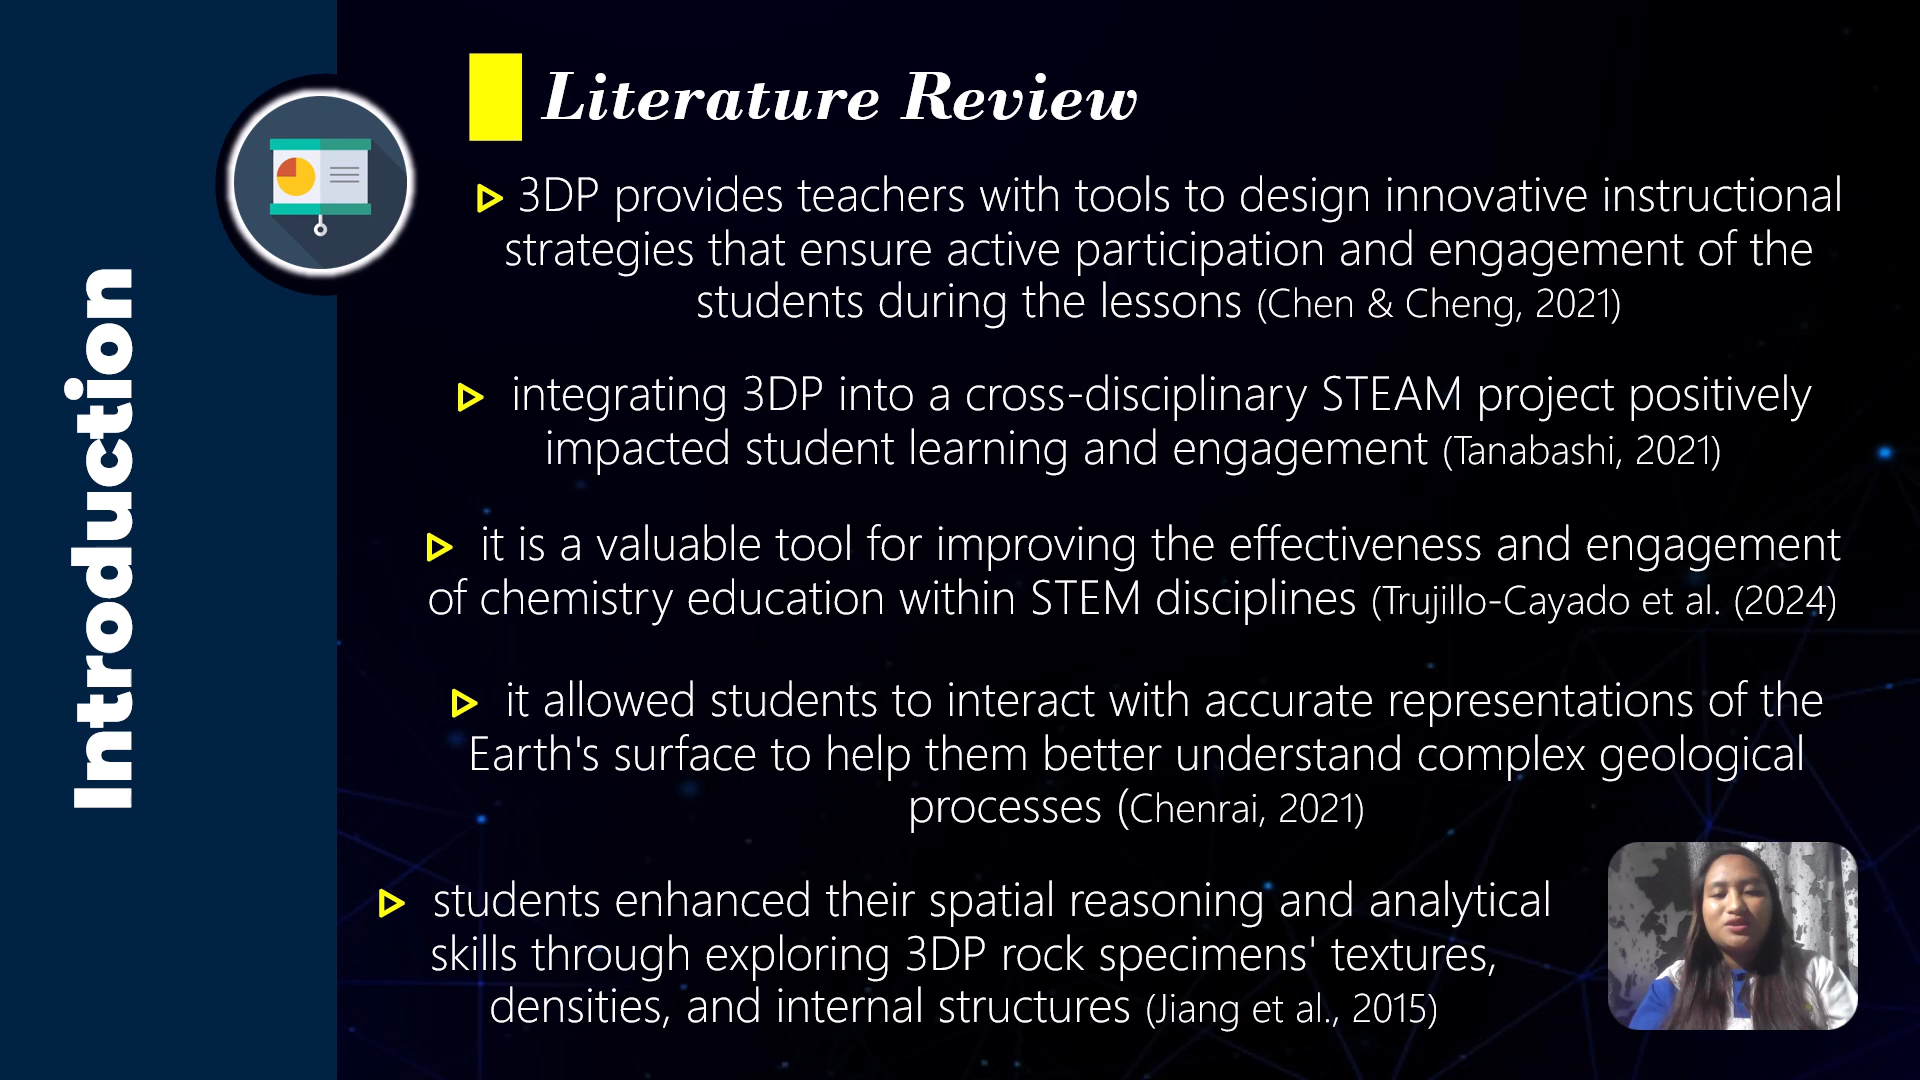 Introduction
Literature Review
3DP provides teachers with tools to design innovative instructional
strategies that ensure active participation and engagement of the
students during the lessons (Chen & Cheng, 2021)
integrating 3DP into a cross-disciplinary STEAM project positively
impacted student learning and engagement (Tanabashi, 2021)
it is a valuable tool for improving the effectiveness and engagement
of chemistry education within STEM disciplines (Trujillo-Cayado et al. (2024)
it allowed students to interact with accurate representations of the
Earth's surface to help them better understand complex geological
processes (Chenrai, 2021)
students enhanced their spatial reasoning and analytical
skills through exploring 3DP rock specimens' textures,
densities, and internal structures (Jiang et al., 2015)